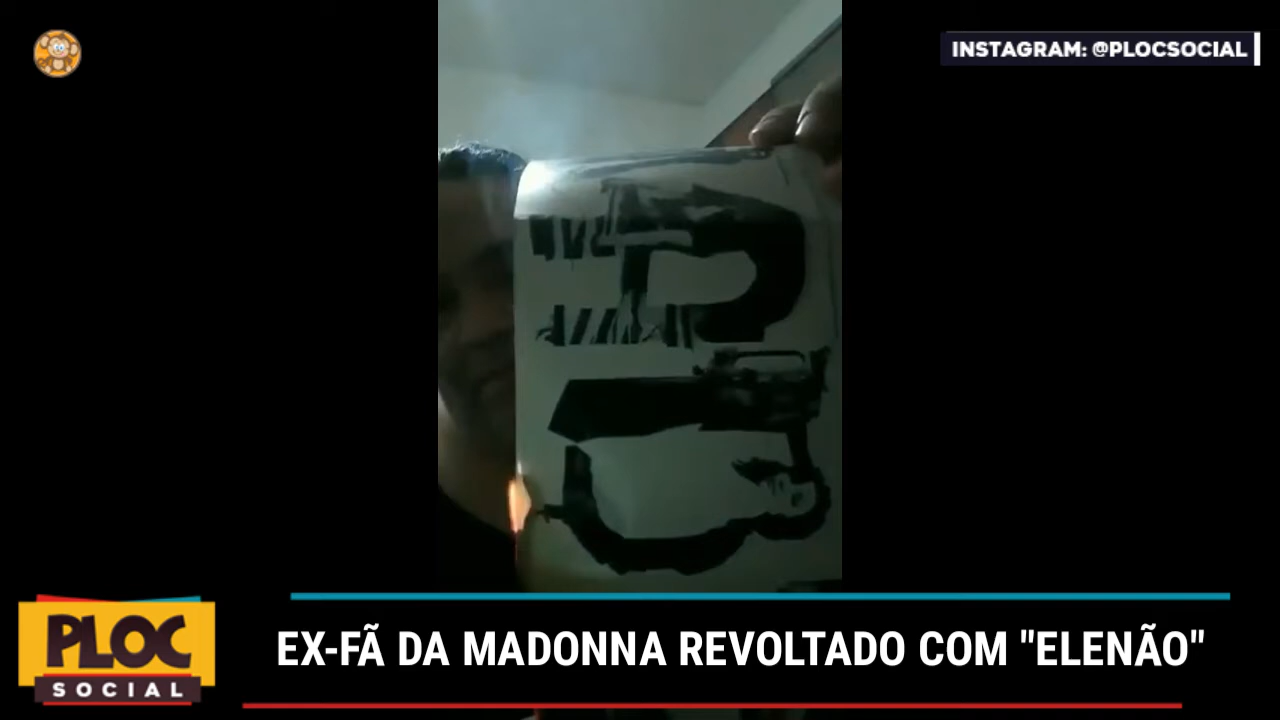 INSTAGRAM: @PLOCSOCIAL
PLOC
SOCIAL
EX-FÃ DA MADONNA REVOLTADO COM "ELENÃO"